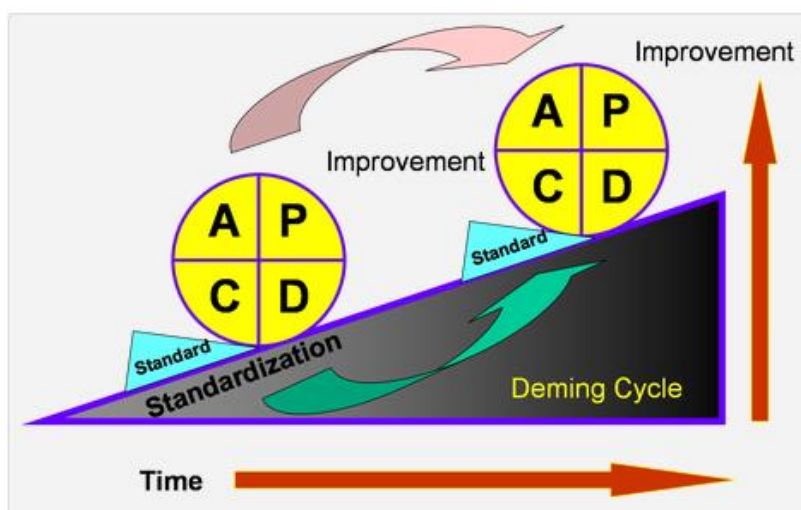 Improvement
A P
C D
Improvement
A P
C D
Standard
Standard
Standardization
Deming Cycle
Time